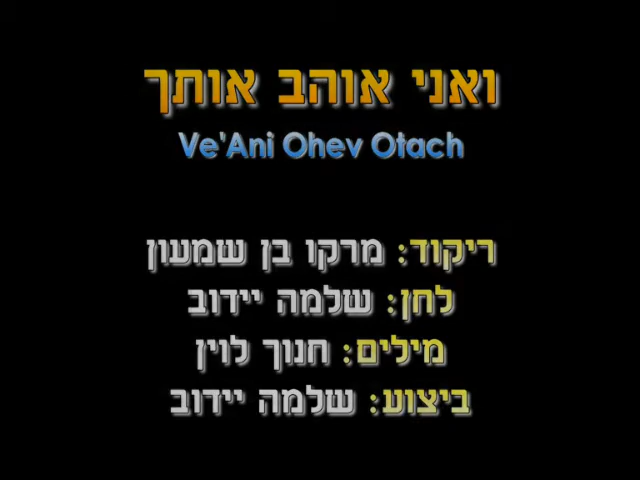 ואני אוהב אותך
Ve'Ani Ohev Otach
ריקוד: מרקו בן שמעון
לחן: שלמה יידוב
מילים: חנוך לוין
ביצוע: שלמה יידוב